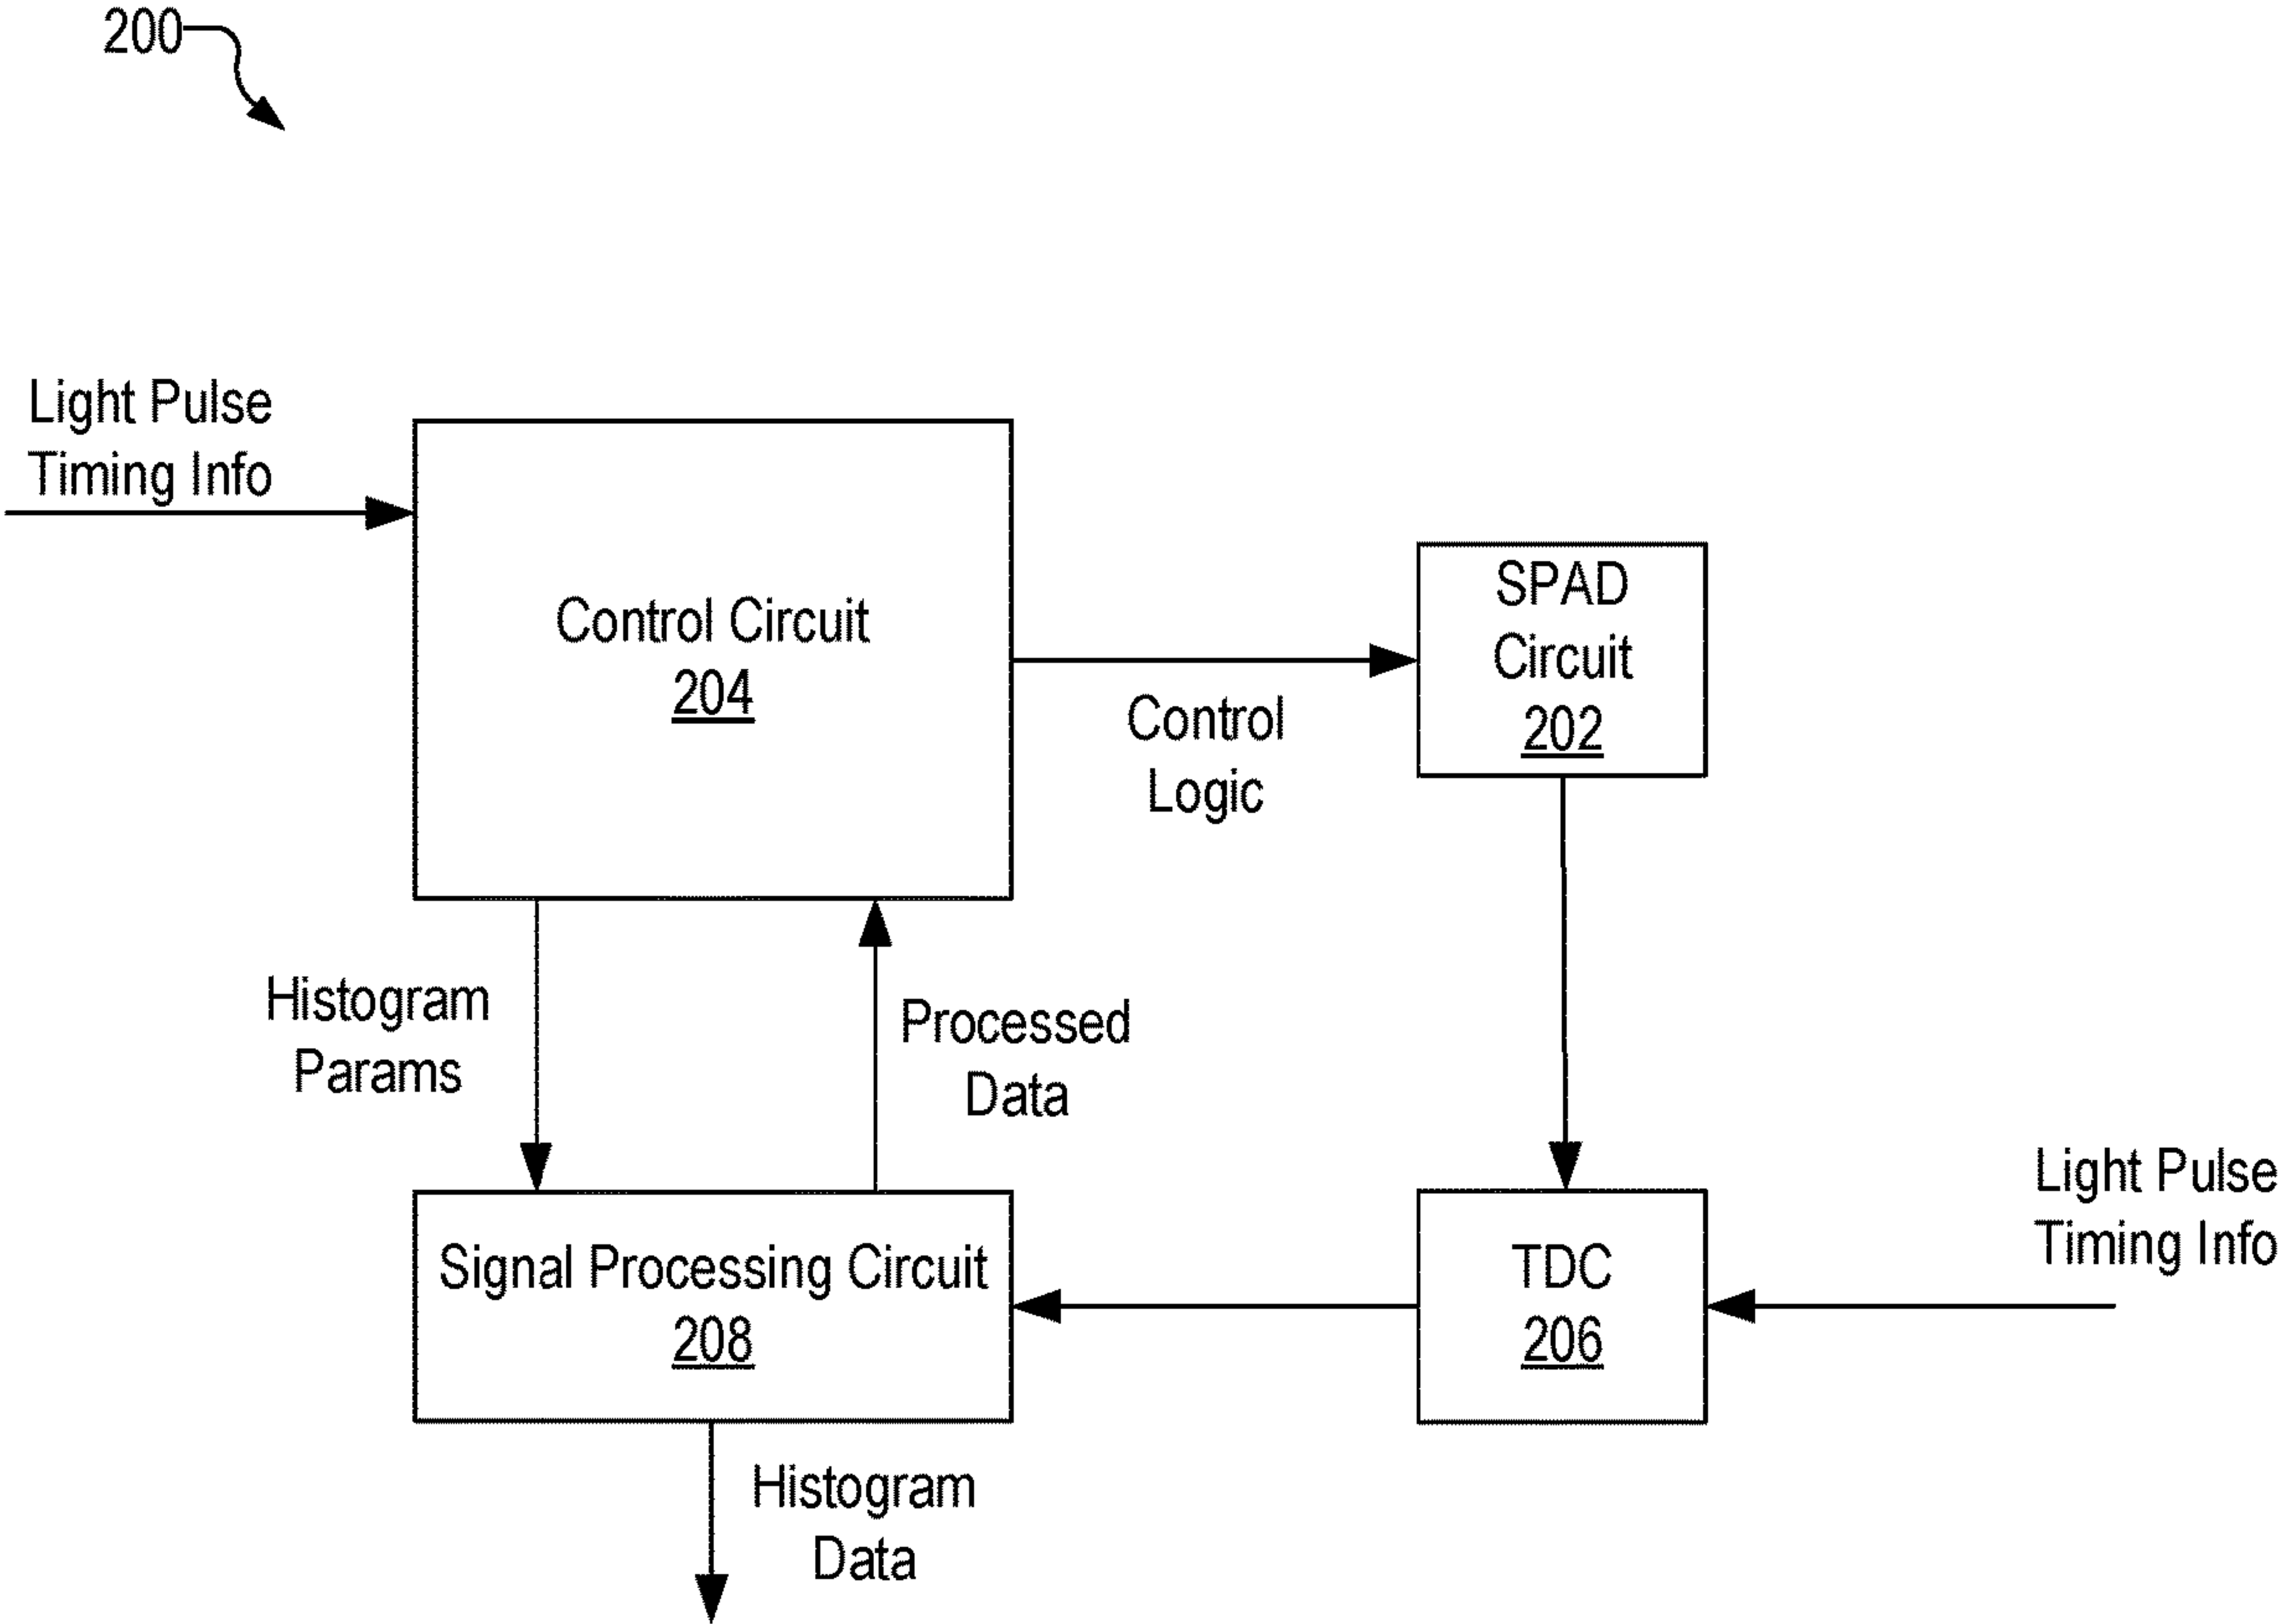 200
Light Pulse
Timing Info
Control Circuit
204
SPAD
Circuit
202
Control
Logic
Histogram
Params
Processed
Data
Light Pulse
Timing Info
Signal Processing Circuit
208
TDC
206
Histogram
Data